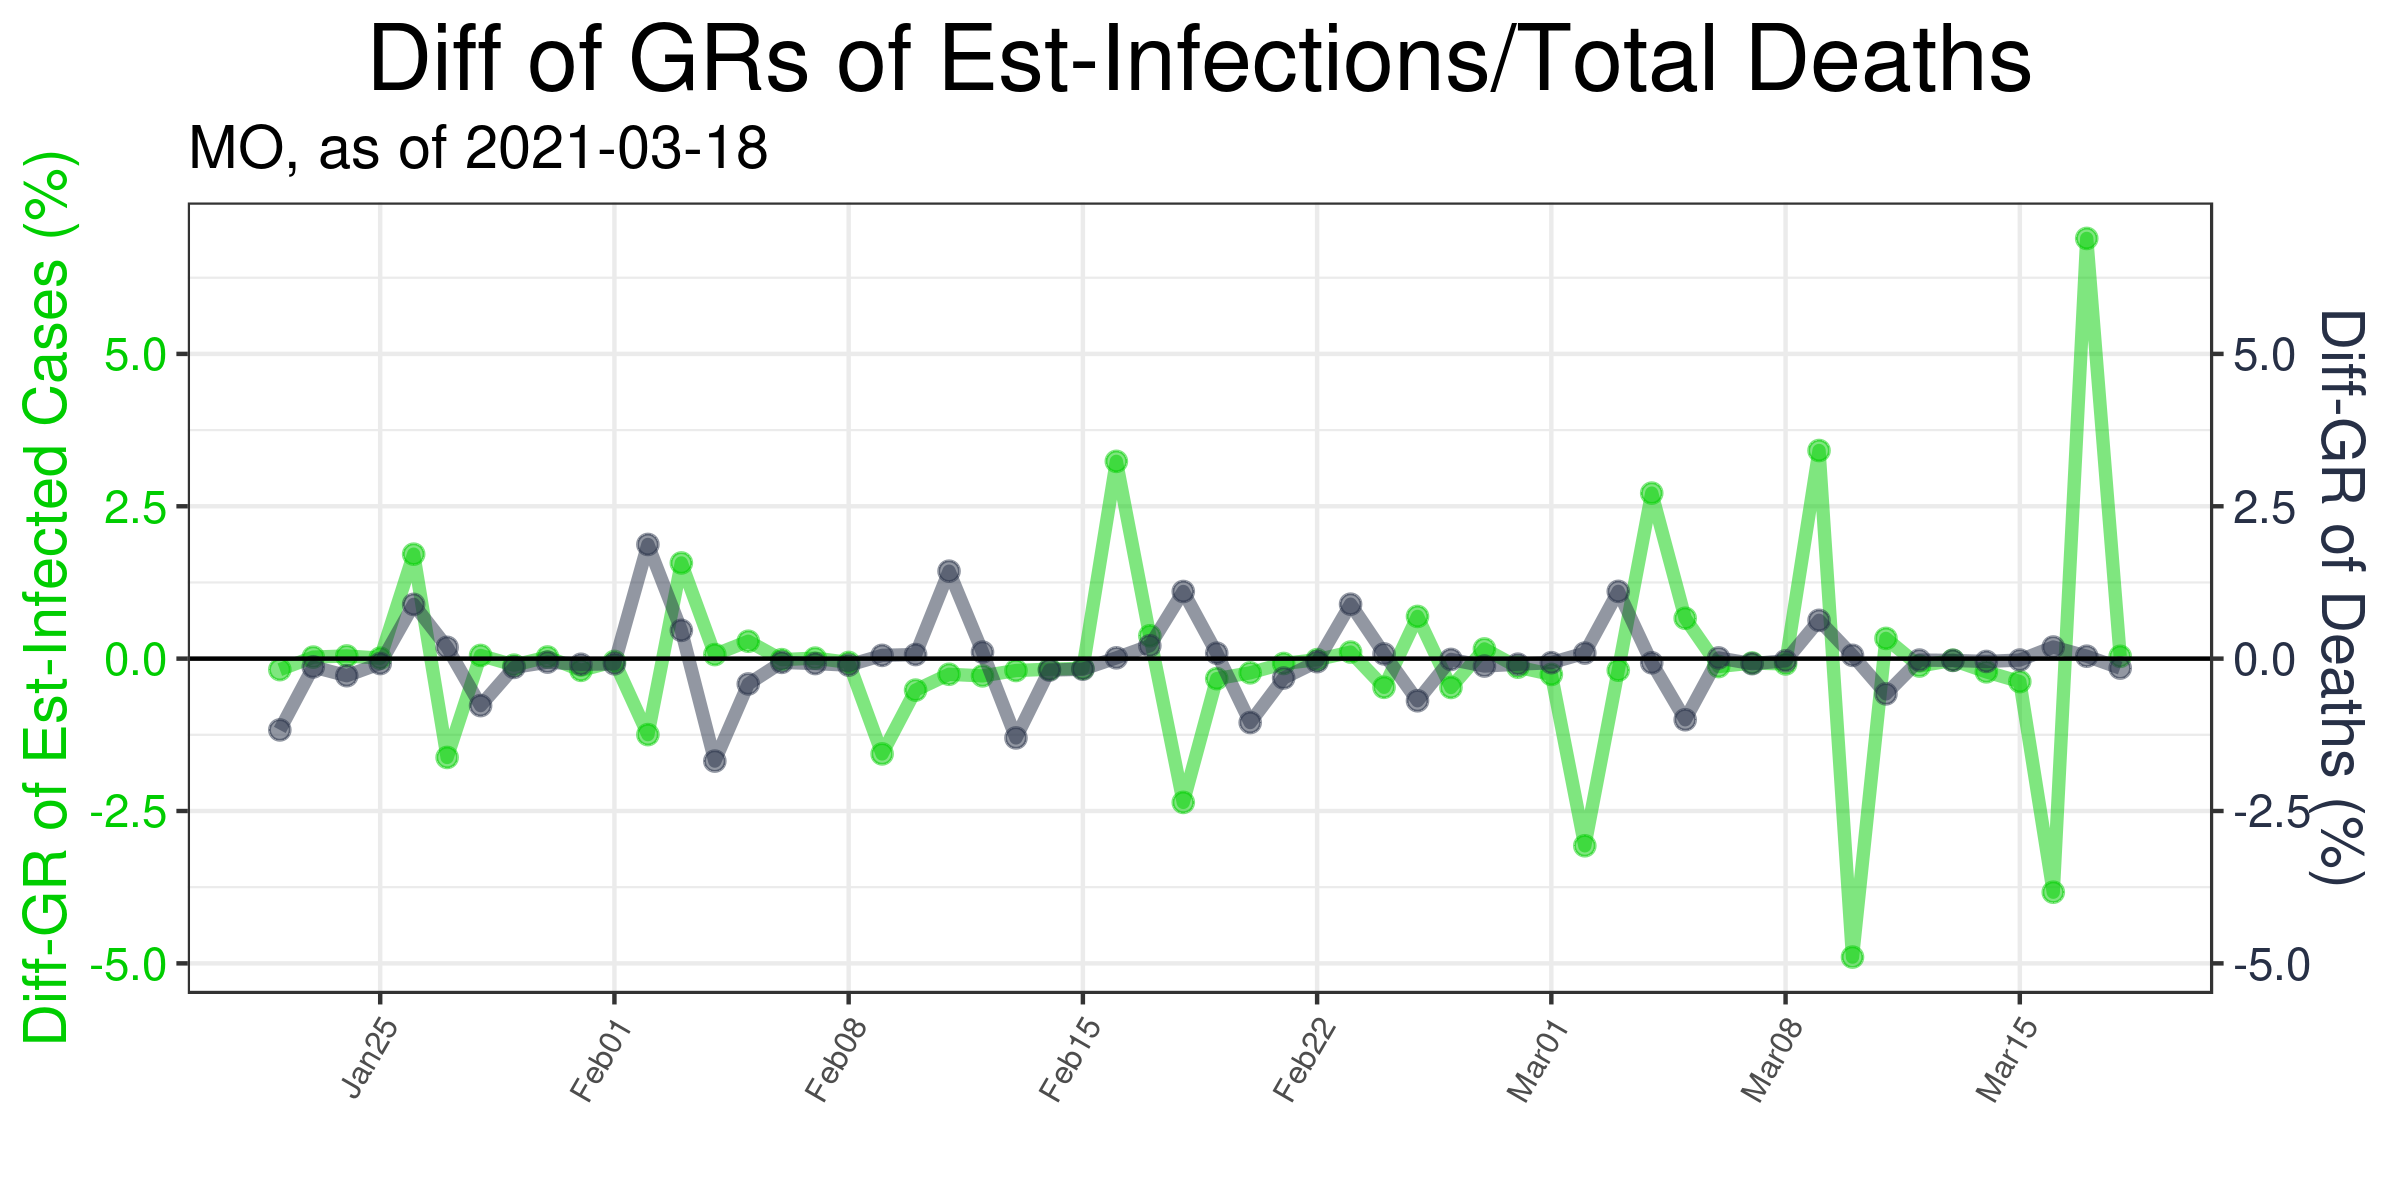 Diff of GRs of Est-Infections/Total Deaths
MO, as of 2021-03-18
Diff-GR of Est-Infected Cases (%)
5.0
2.5
0.0
-2.5
-5.0
5.0
2.5
0.0
-2.5
-5.0
Diff-GR of Deaths (%)
Jan25
Feb01
Feb08
Feb15
Feb22
Mar01
Mar08
Mar15